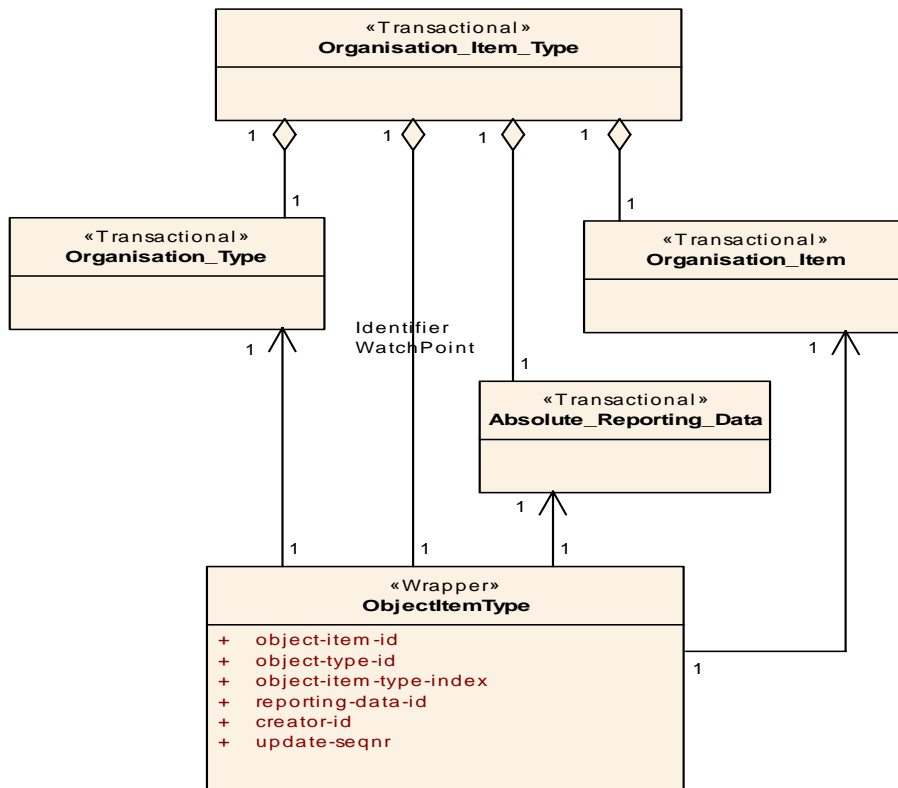 «Transactional»
Organisation_Item_Type
1
1
1
1
1
1
«Transactional»
Organisation_Type
«Transactional»
Organisation_Item
Identifier
WatchPoint
1
1
1
«Transactional»
Absolute_Reporting_Data
1
1
1
1
«Wrapper»
ObjectItemType
+ object-item-id
+ object-type-id
+ object-item-type-index
+ reporting-data-id
+ creator-id
+ update-seqnr
1